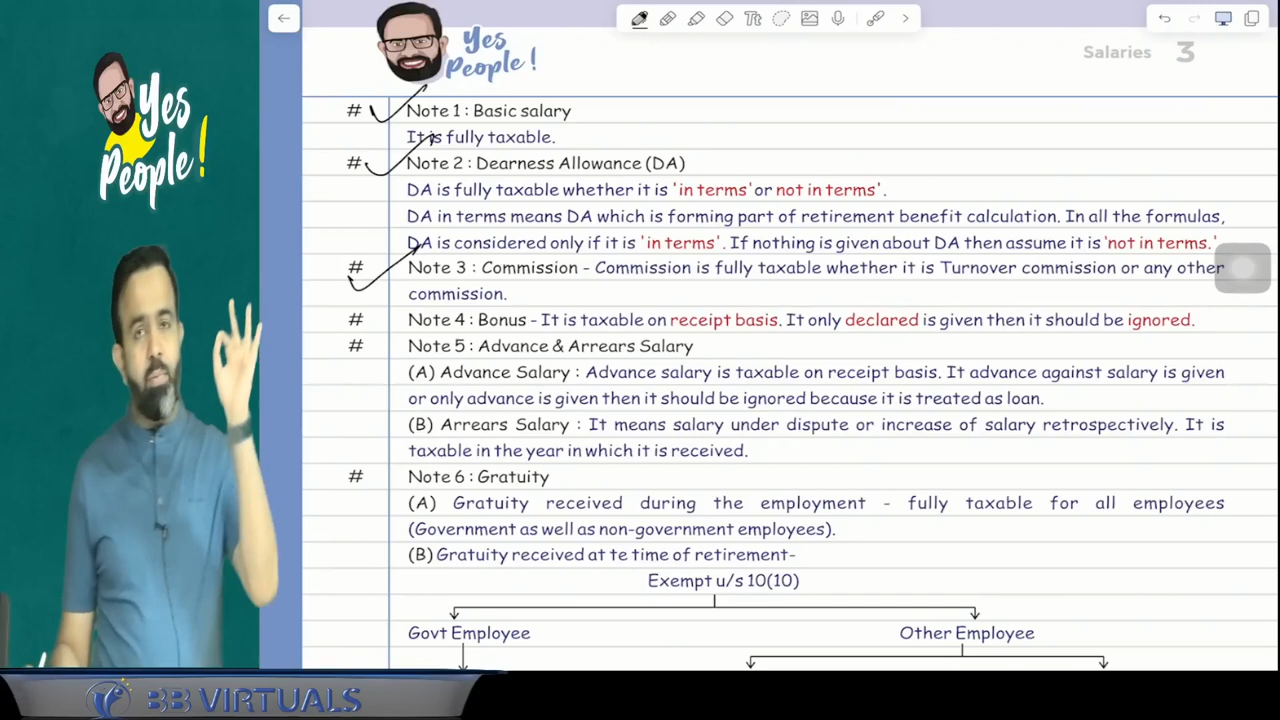 Yes
People!
Yes
People!
Salaries 3
# Note 1 : Basic salary
It is fully taxable.
# Note 2 : Dearness Allowance (DA)
DA is fully taxable whether it is 'in terms' or not in terms'.
DA in terms means DA which is forming part of retirement benefit calculation. In all the formulas,
DA is considered only if it is 'in terms'. If nothing is given about DA then assume it is 'not in terms.'
# Note 3 : Commission - Commission is fully taxable whether it is Turnover commission or any other
commission.
# Note 4 : Bonus - It is taxable on receipt basis. It only declared is given then it should be ignored.
# Note 5 : Advance & Arrears Salary
(A) Advance Salary : Advance salary is taxable on receipt basis. It advance against salary is given
or only advance is given then it should be ignored because it is treated as loan.
(B) Arrears Salary : It means salary under dispute or increase of salary retrospectively. It is
taxable in the year in which it is received.
# Note 6 : Gratuity
(A) Gratuity received during the employment - fully taxable for all employees
(Government as well as non-government employees).
(B) Gratuity received at te time of retirement-
Exempt u/s 10(10)
Govt Employee Other Employee
BB VIRTUALS